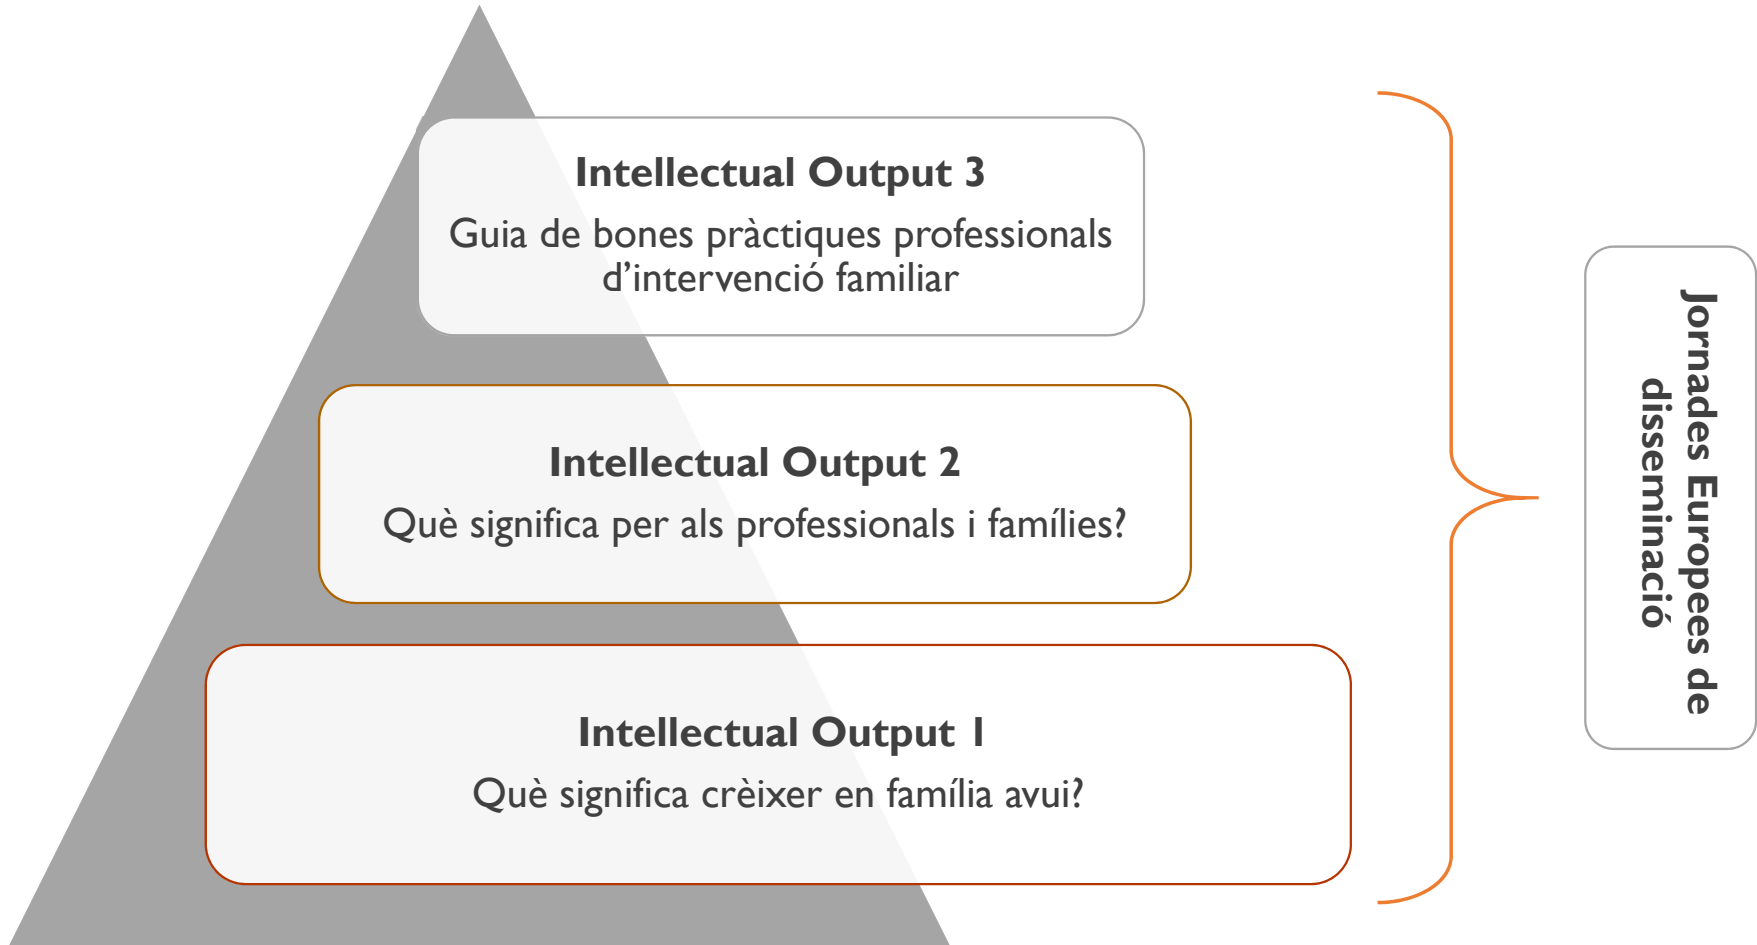 Intellectual Output 3
Guia de bones pràctiques professionals
d’intervenció familiar
Intellectual Output 2
Què significa per als professionals i famílies?
Intellectual Output 1
Què significa crèixer en família avui?
Jornades Europees de
disseminació